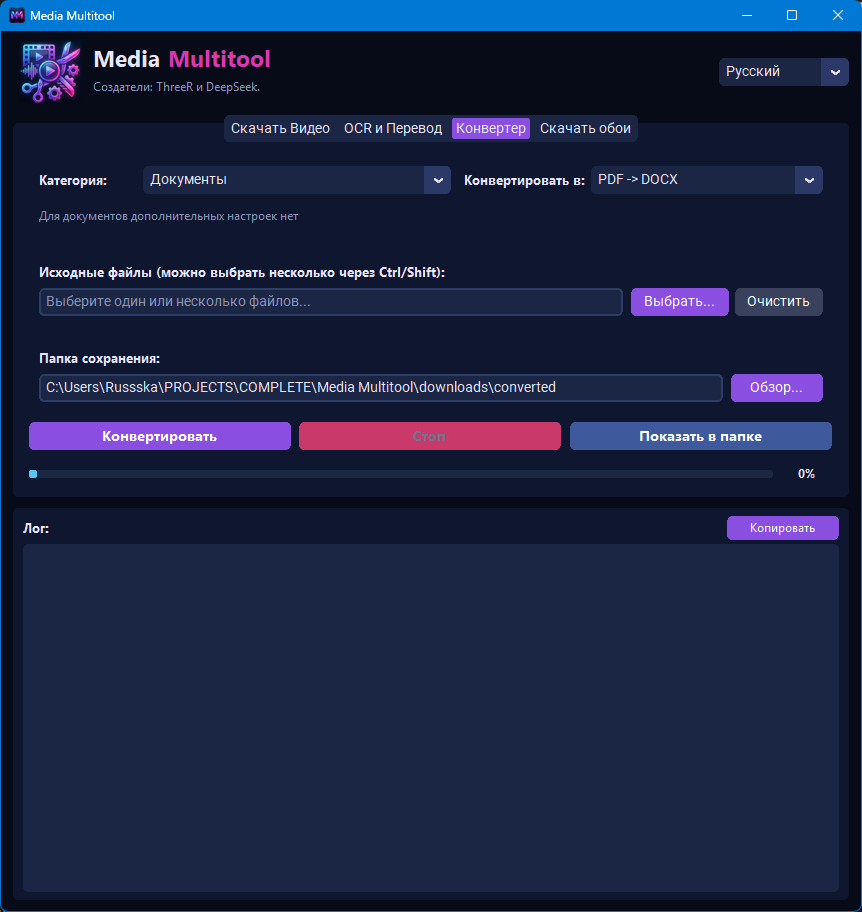 Media Multitool
Media Multitool
Создатели: ThreeR и DeepSeek.
Русский
Скачать Видео OCR и Перевод Конвертер Скачать обои
Категория: Документы Конвертировать в: PDF -> DOCX
Для документов дополнительных настроек нет
Исходные файлы (можно выбрать несколько через Ctrl/Shift):
Выберите один или несколько файлов... Выбрать... Очистить
Папка сохранения:
C:\Users\Russska\PROJECTS\COMPLETE\Media Multitool\downloads\converted Обзор...
Конвертировать Стоп Показать в папке
0%
Лог: Копировать